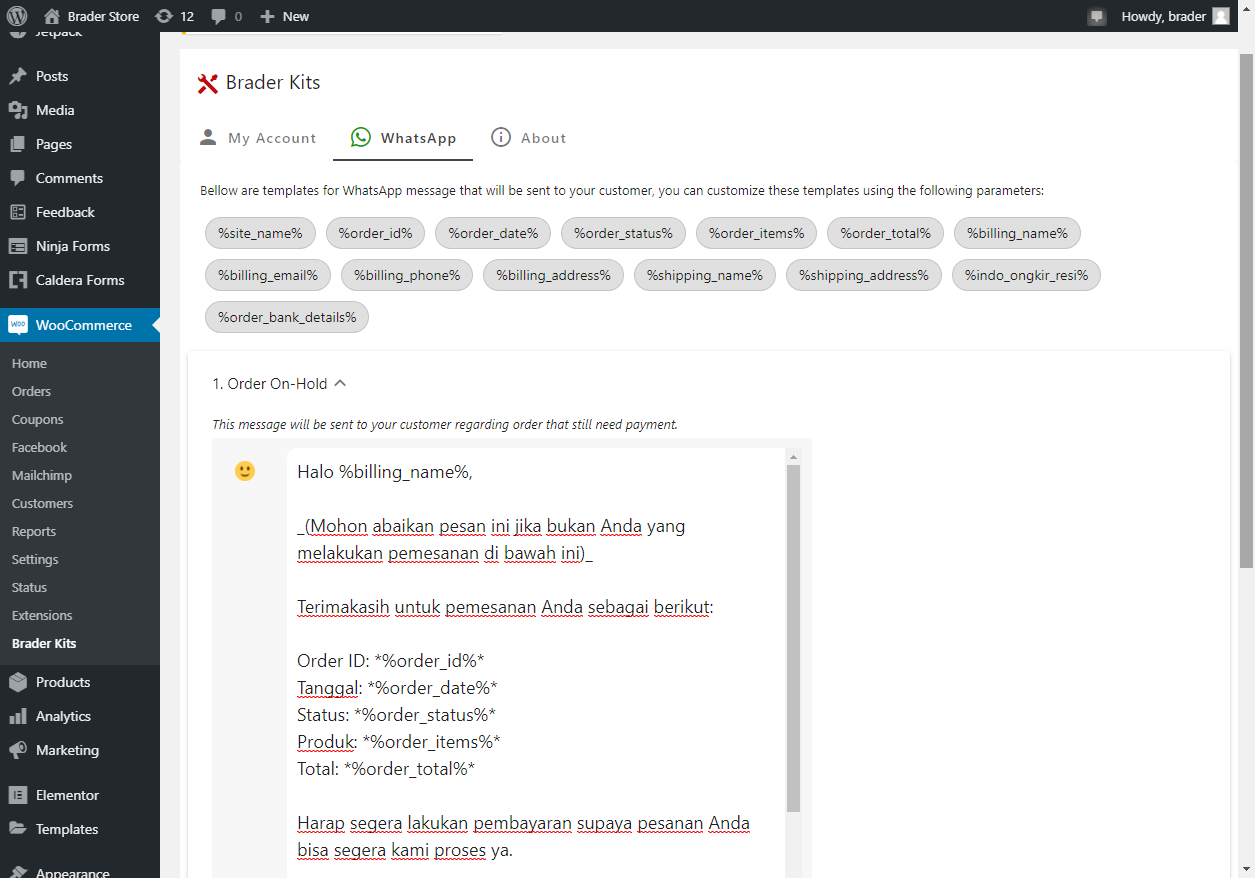 Brader Store 12 0 New Howdy, brader
Jetpack
Posts
Media
Pages
Comments
Feedback
Ninja Forms
Caldera Forms
WooCommerce
Home
Orders
Coupons
Facebook
Mailchimp
Customers
Reports
Settings
Status
Extensions
Brader Kits
Products
Analytics
Marketing
Elementor
Templates
Appearance
Brader Kits
My Account WhatsApp About
Bellow are templates for WhatsApp message that will be sent to your customer, you can customize these templates using the following parameters:
%site_name% %order_id% %order_date% %order_status% %order_items% %order_total% %billing_name%
%billing_email% %billing_phone% %billing_address% %shipping_name% %shipping_address% %indo_ongkir_resi%
%order_bank_details%
1. Order On-Hold
This message will be sent to your customer regarding order that still need payment.
Halo %billing_name%,
_(Mohon abaikan pesan ini jika bukan Anda yang
melakukan pemesanan di bawah ini)_
Terimakasih untuk pemesanan Anda sebagai berikut:
Order ID: *%order_id%*
Tanggal: *%order_date%*
Status: *%order_status%*
Produk: *%order_items%*
Total: *%order_total%*
Harap segera lakukan pembayaran supaya pesanan Anda
bisa segera kami proses ya.